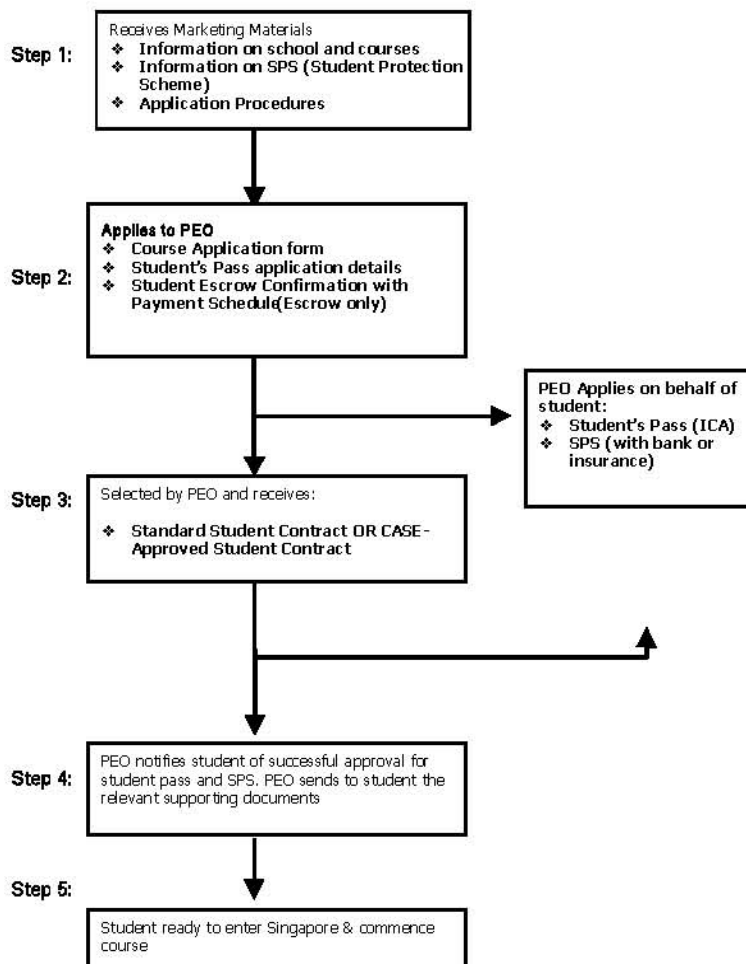 Step 1:
Receives Marketing Materials
❖ Information on school and courses
❖ Information on SPS (Student Protection
Scheme)
❖ Application Procedures
Step 2:
Applies to PEO
❖ Course Application form
❖ Student's Pass application details
❖ Student Escrow Confirmation with
Payment Schedule(Escrow only)
PEO Applies on behalf of
student:
❖ Student's Pass (ICA)
❖ SPS (with bank or
insurance)
Step 3:
Selected by PEO and receives:
❖ Standard Student Contract OR CASE-
Approved Student Contract
Step 4:
PEO notifies student of successful approval for
student pass and SPS. PEO sends to student the
relevant supporting documents
Step 5:
Student ready to enter Singapore & commence
course